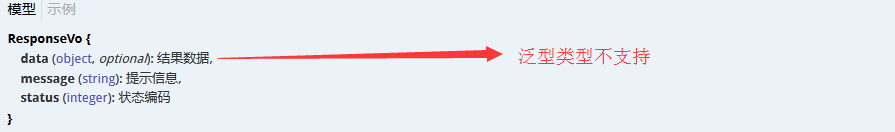 模型 示例
ResponseVo {
data (object, optional): 结果数据, 泛型类型不支持
message (string): 提示信息,
status (integer): 状态编码
}